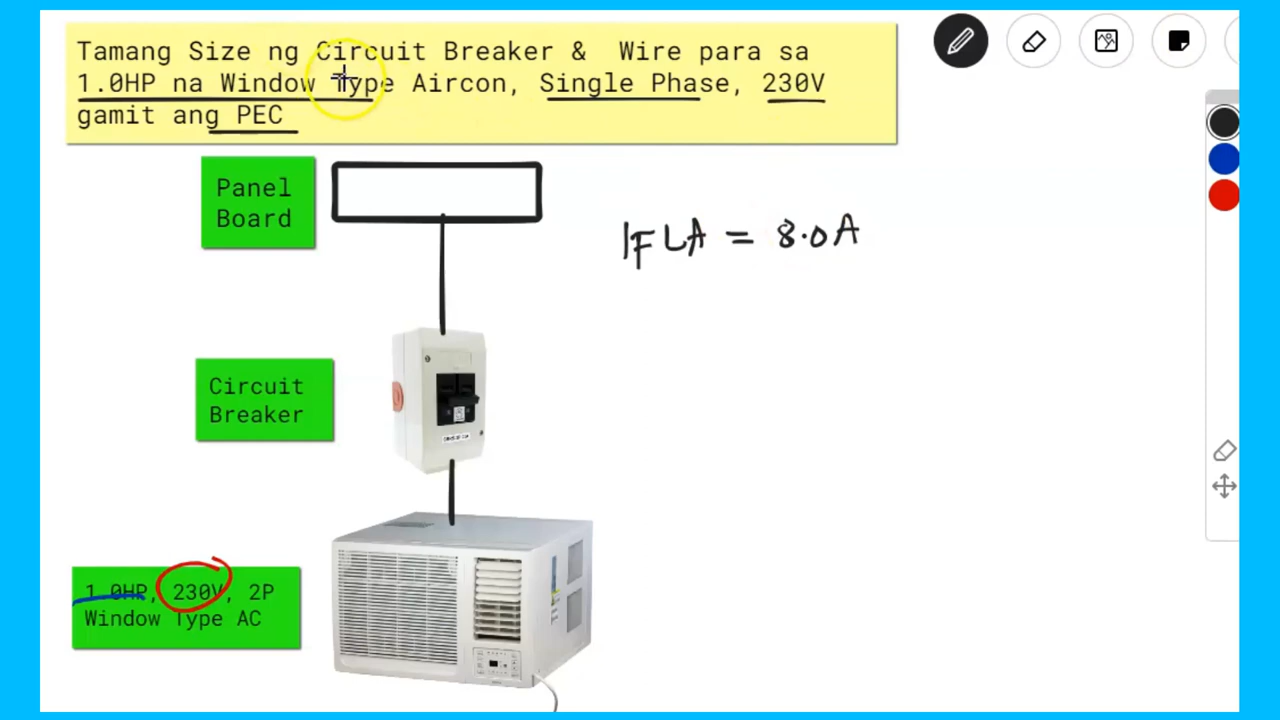 Tamang Size ng Circuit Breaker & Wire para sa
1.0HP na Window Type Aircon, Single Phase, 230V
gamit ang PEC
Panel
Board
IFLA = 8.0A
Circuit
Breaker
1.0HP, 230V, 2P
Window Type AC